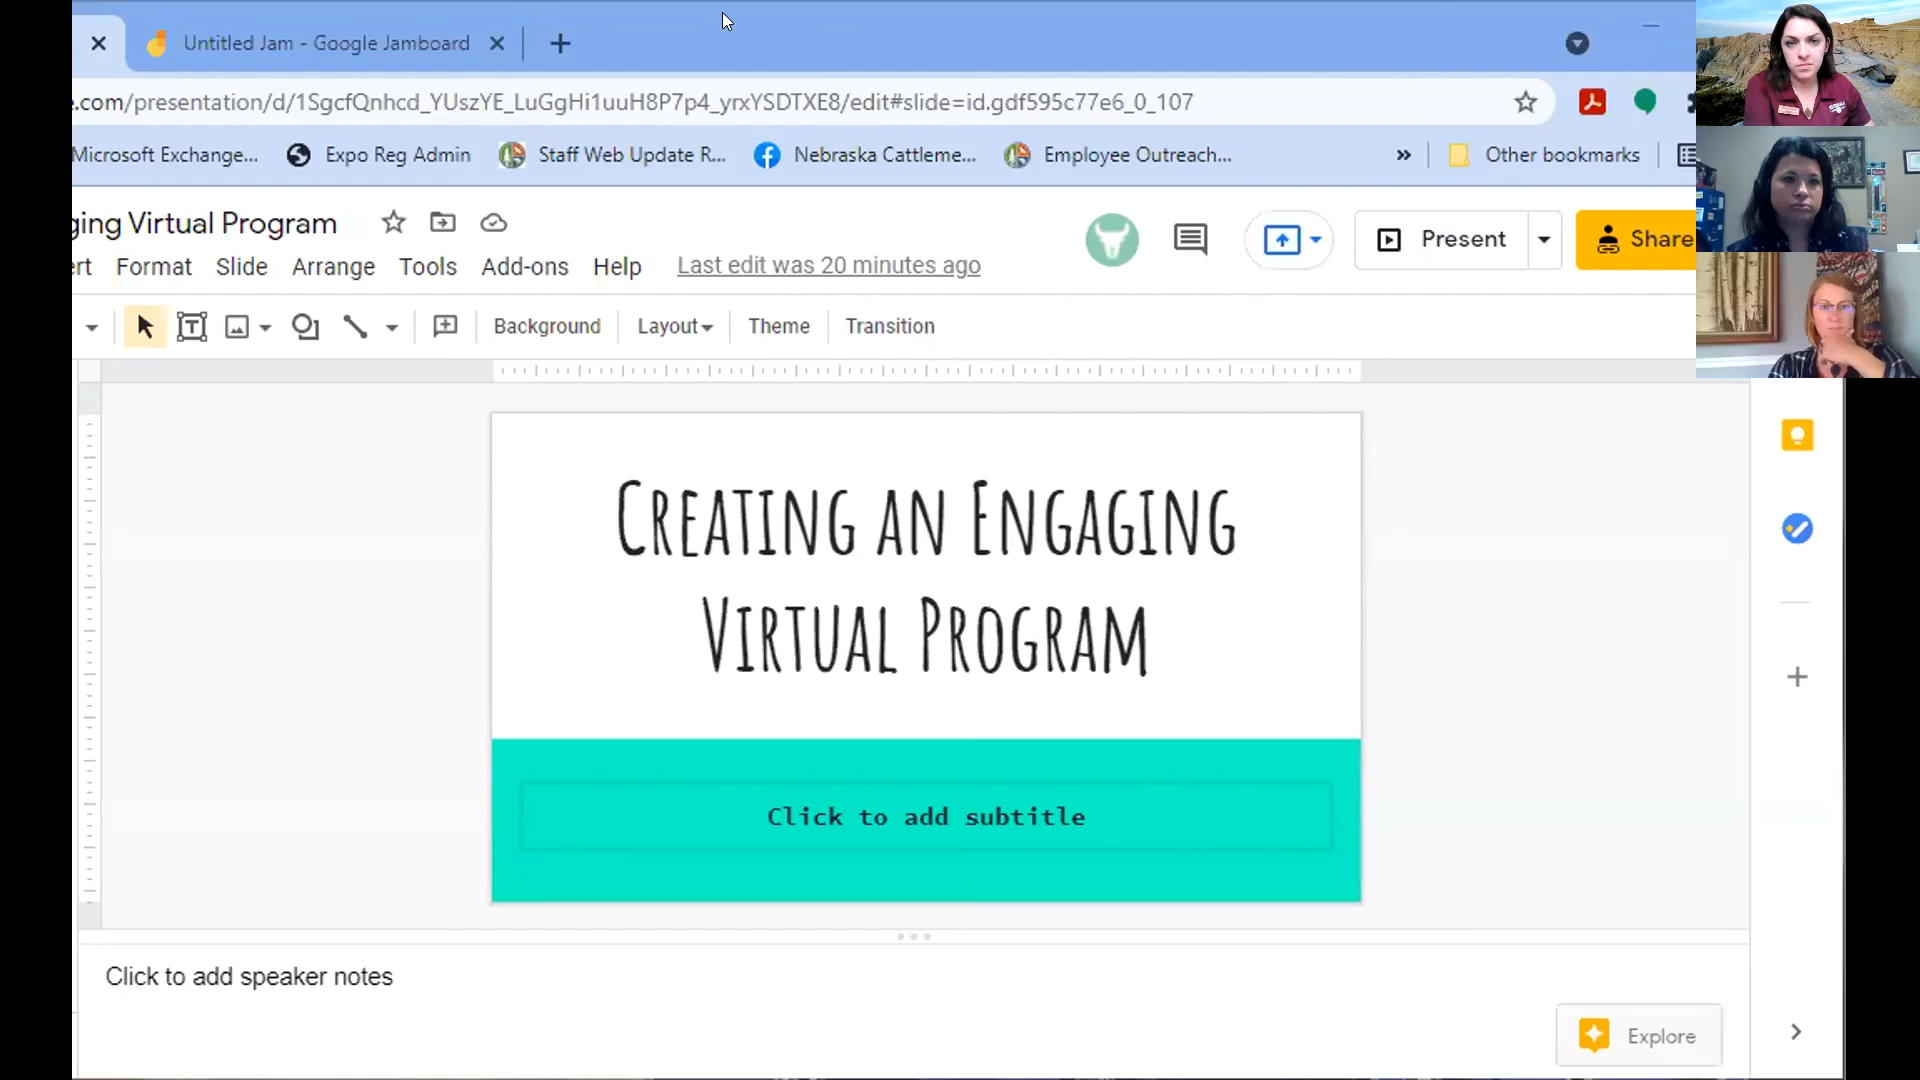 Untitled Jam - Google Jamboard
e.com/presentation/d/1SgcfQnhcd_YUszYE_LuGgHi1uuH8P7p4_yrxYSDTXE8/edit#slide=id.gdf595c77e6_0_107
Microsoft Exchange... Expo Reg Admin Staff Web Update R... Nebraska Cattleme... Employee Outreach... » Other bookmarks
ging Virtual Program
Present Share
rt Format Slide Arrange Tools Add-ons Help Last edit was 20 minutes ago
Background Layout Theme Transition
CREATING AN ENGAGING
VIRTUAL PROGRAM
Click to add subtitle
Click to add speaker notes
Explore